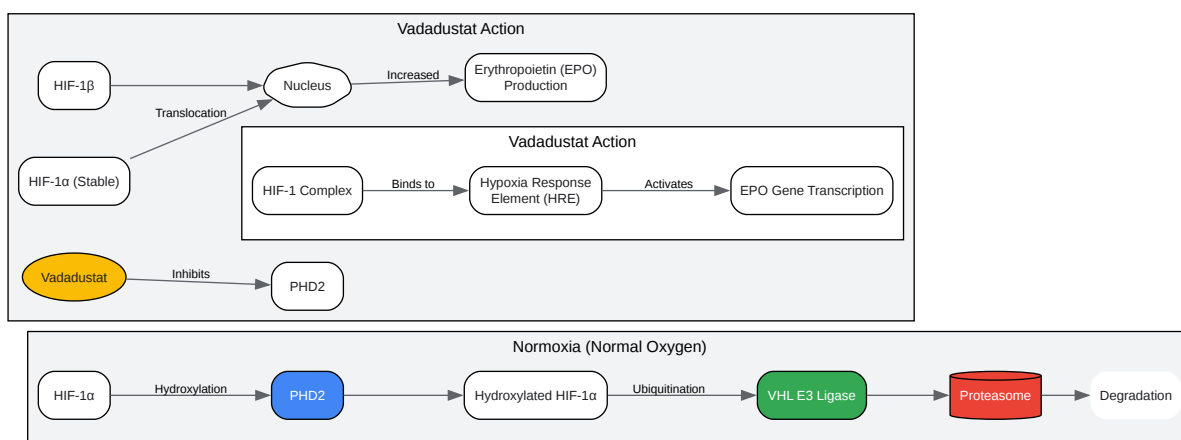 Vadadustat Action
HIF-1β
Nucleus
Increased
Erythropoietin (EPO)
Production
Translocation
HIF-1α (Stable)
Vadadustat Action
HIF-1 Complex
Binds to
Hypoxia Response
Element (HRE)
Activates
EPO Gene Transcription
Vadadustat
Inhibits
PHD2
Normoxia (Normal Oxygen)
HIF-1α
Hydroxylation
PHD2
Hydroxylated HIF-1α
Ubiquitination
VHL E3 Ligase
Proteasome
Degradation